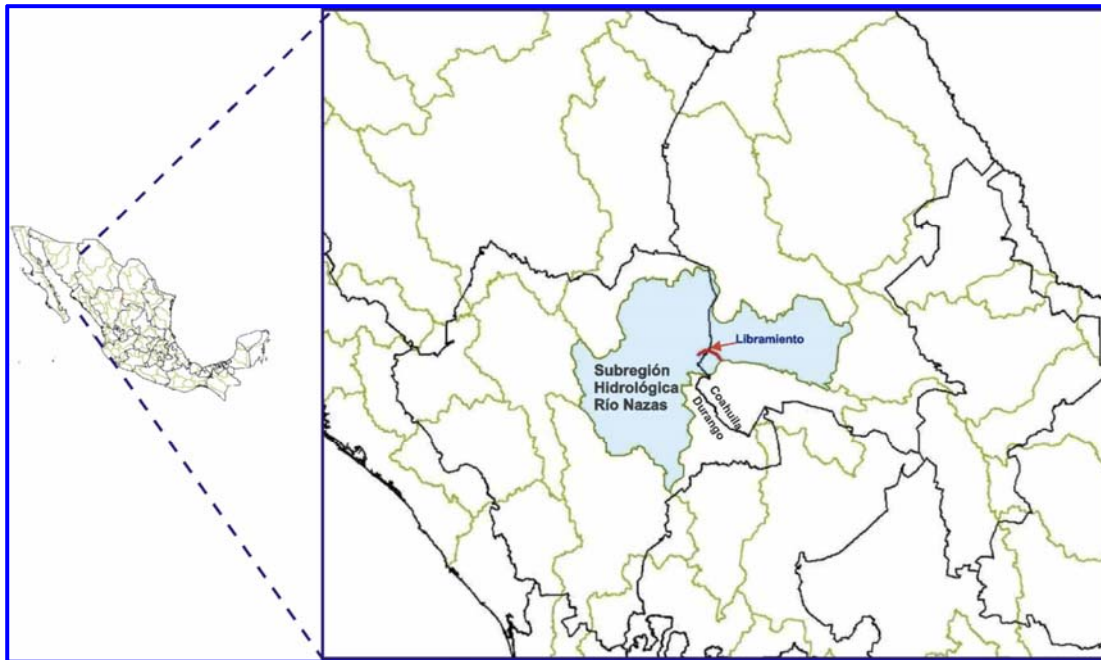 Libramiento
Subregión
Hidrológica
Río Nazas
Coahuila
Durango